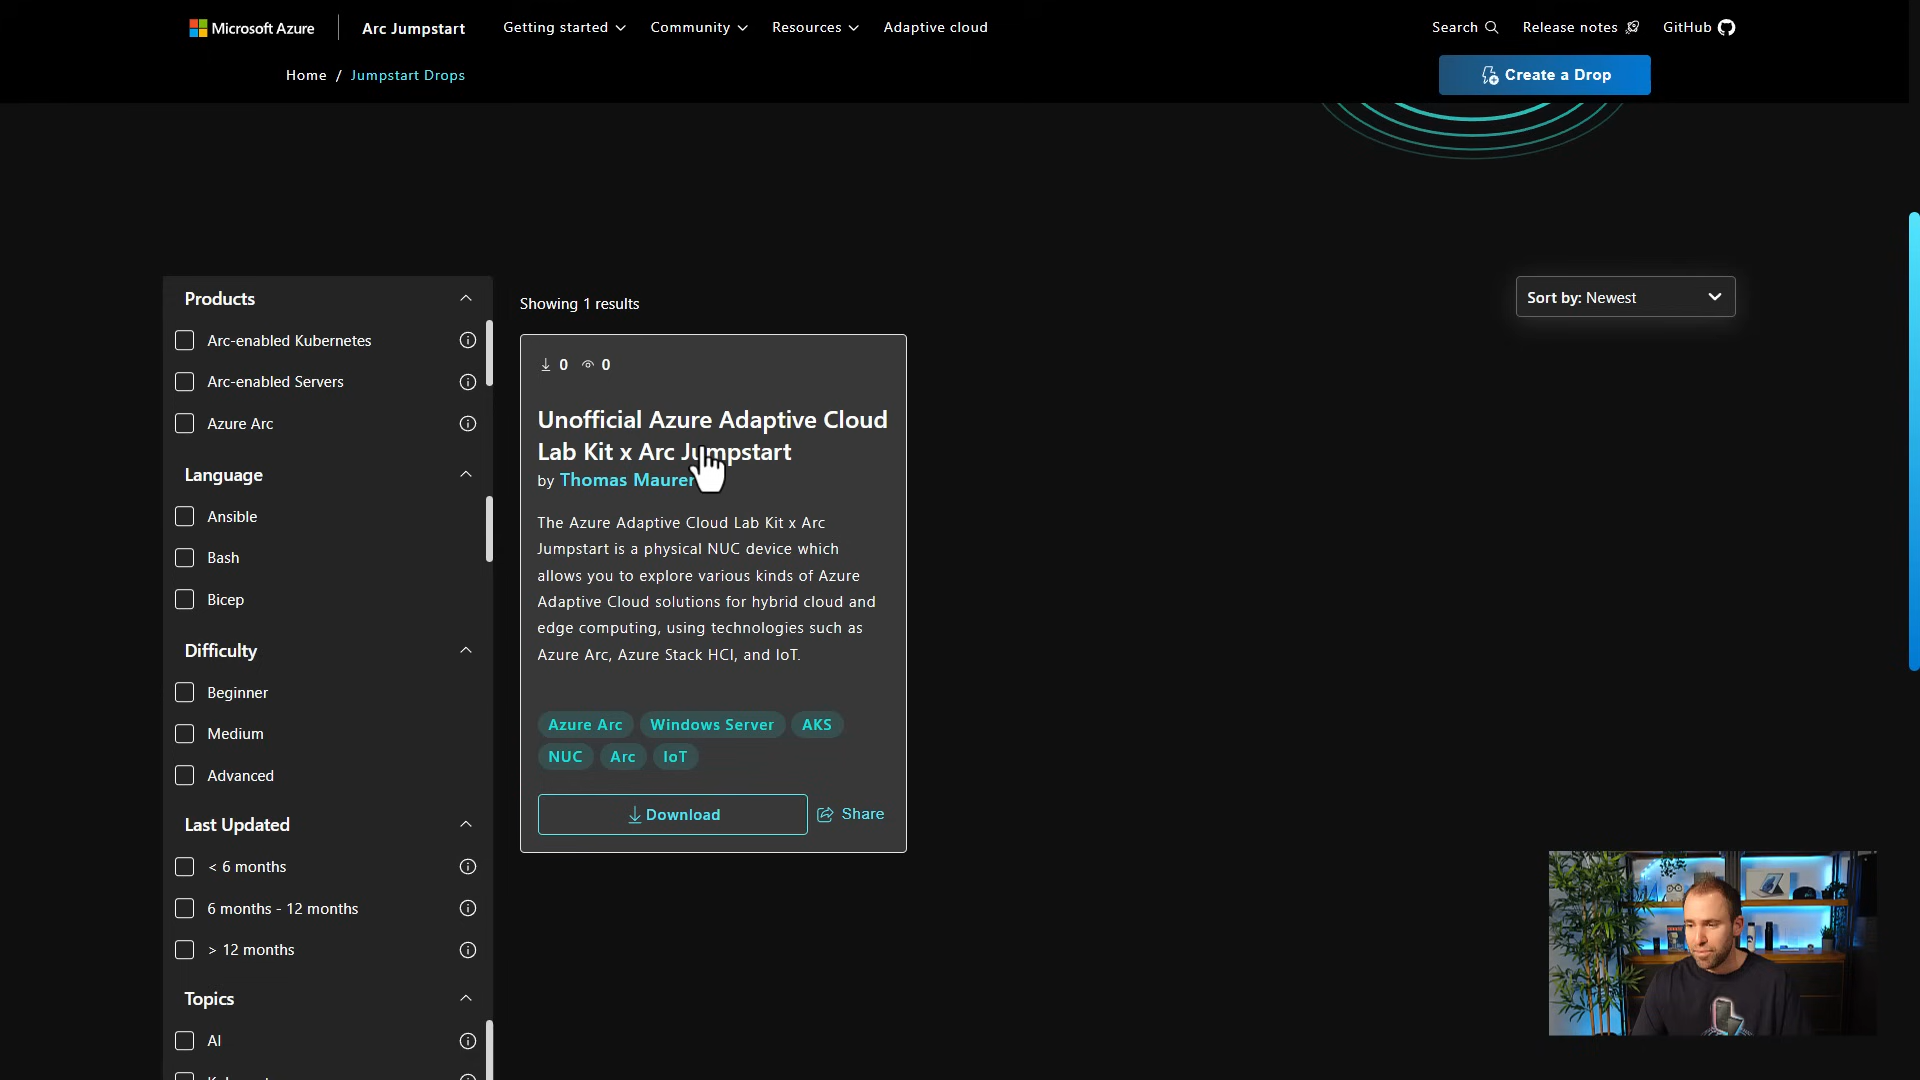 Microsoft Azure
Arc Jumpstart
Getting started
Community
Resources
Adaptive cloud
Search
Release notes
GitHub
Home / Jumpstart Drops
Create a Drop
Products
Arc-enabled Kubernetes
Arc-enabled Servers
Azure Arc
Language
Ansible
Bash
Bicep
Difficulty
Beginner
Medium
Advanced
Last Updated
< 6 months
6 months - 12 months
> 12 months
Topics
AI
Showing 1 results
Sort by: Newest
0 0
Unofficial Azure Adaptive Cloud
Lab Kit x Arc Jumpstart
by Thomas Maurer
The Azure Adaptive Cloud Lab Kit x Arc
Jumpstart is a physical NUC device which
allows you to explore various kinds of Azure
Adaptive Cloud solutions for hybrid cloud and
edge computing, using technologies such as
Azure Arc, Azure Stack HCI, and IoT.
Azure Arc Windows Server AKS
NUC Arc IoT
Download
Share